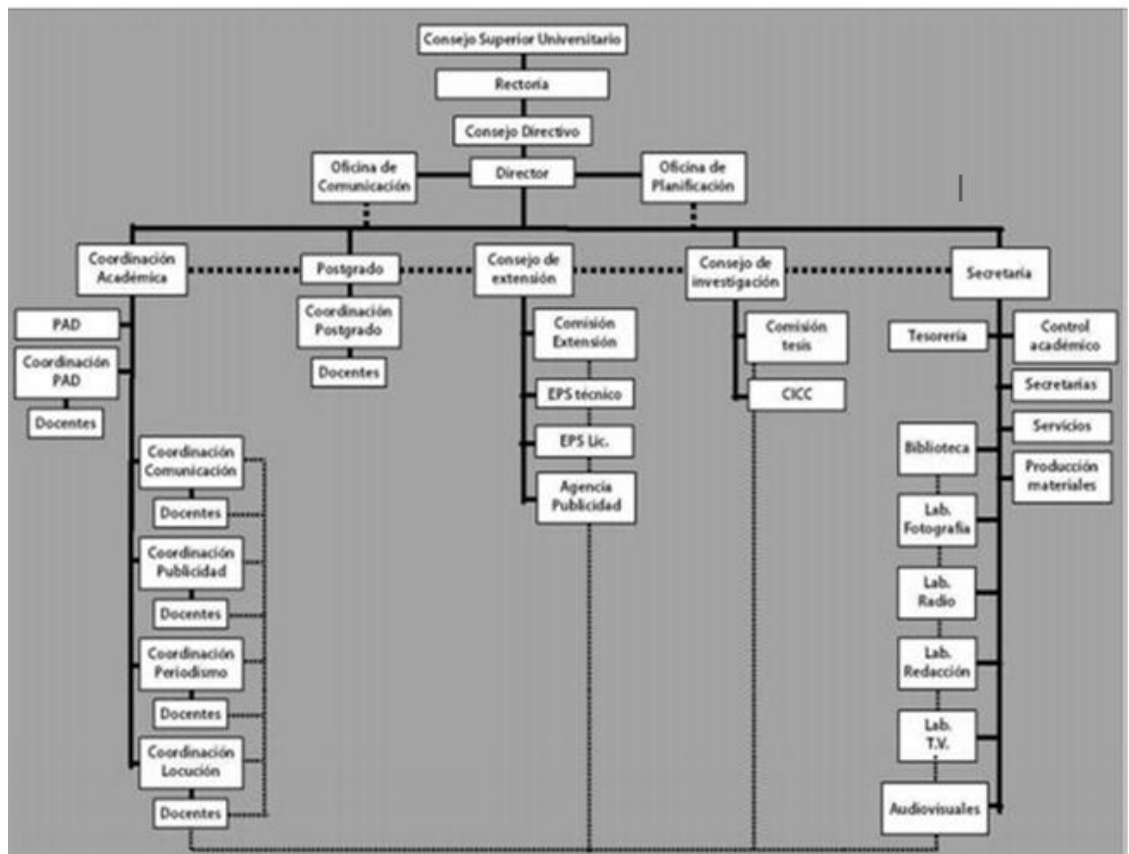 Consejo Superior Universitario
Rectoría
Consejo Directivo
Oficina de
Comunicación
Director
Oficina de
Planificación
Coordinación
Académica
Postgrado
Consejo de
extensión
Consejo de
investigación
Secretaría
PAD
Coordinación
PAD
Docentes
Coordinación
Comunicación
Docentes
Coordinación
Publicidad
Docentes
Coordinación
Periodismo
Docentes
Coordinación
Locución
Docentes
Coordinación
Postgrado
Docentes
Comisión
Extensión
EPS técnico
EPS Lic.
Agencia
Publicidad
Comisión
tesis
CICC
Tesorería
Control
académico
Secretarias
Servicios
Producción
materiales
Biblioteca
Lab.
Fotografía
Lab.
Radio
Lab.
Redacción
Lab.
T.V.
Audiovisuales